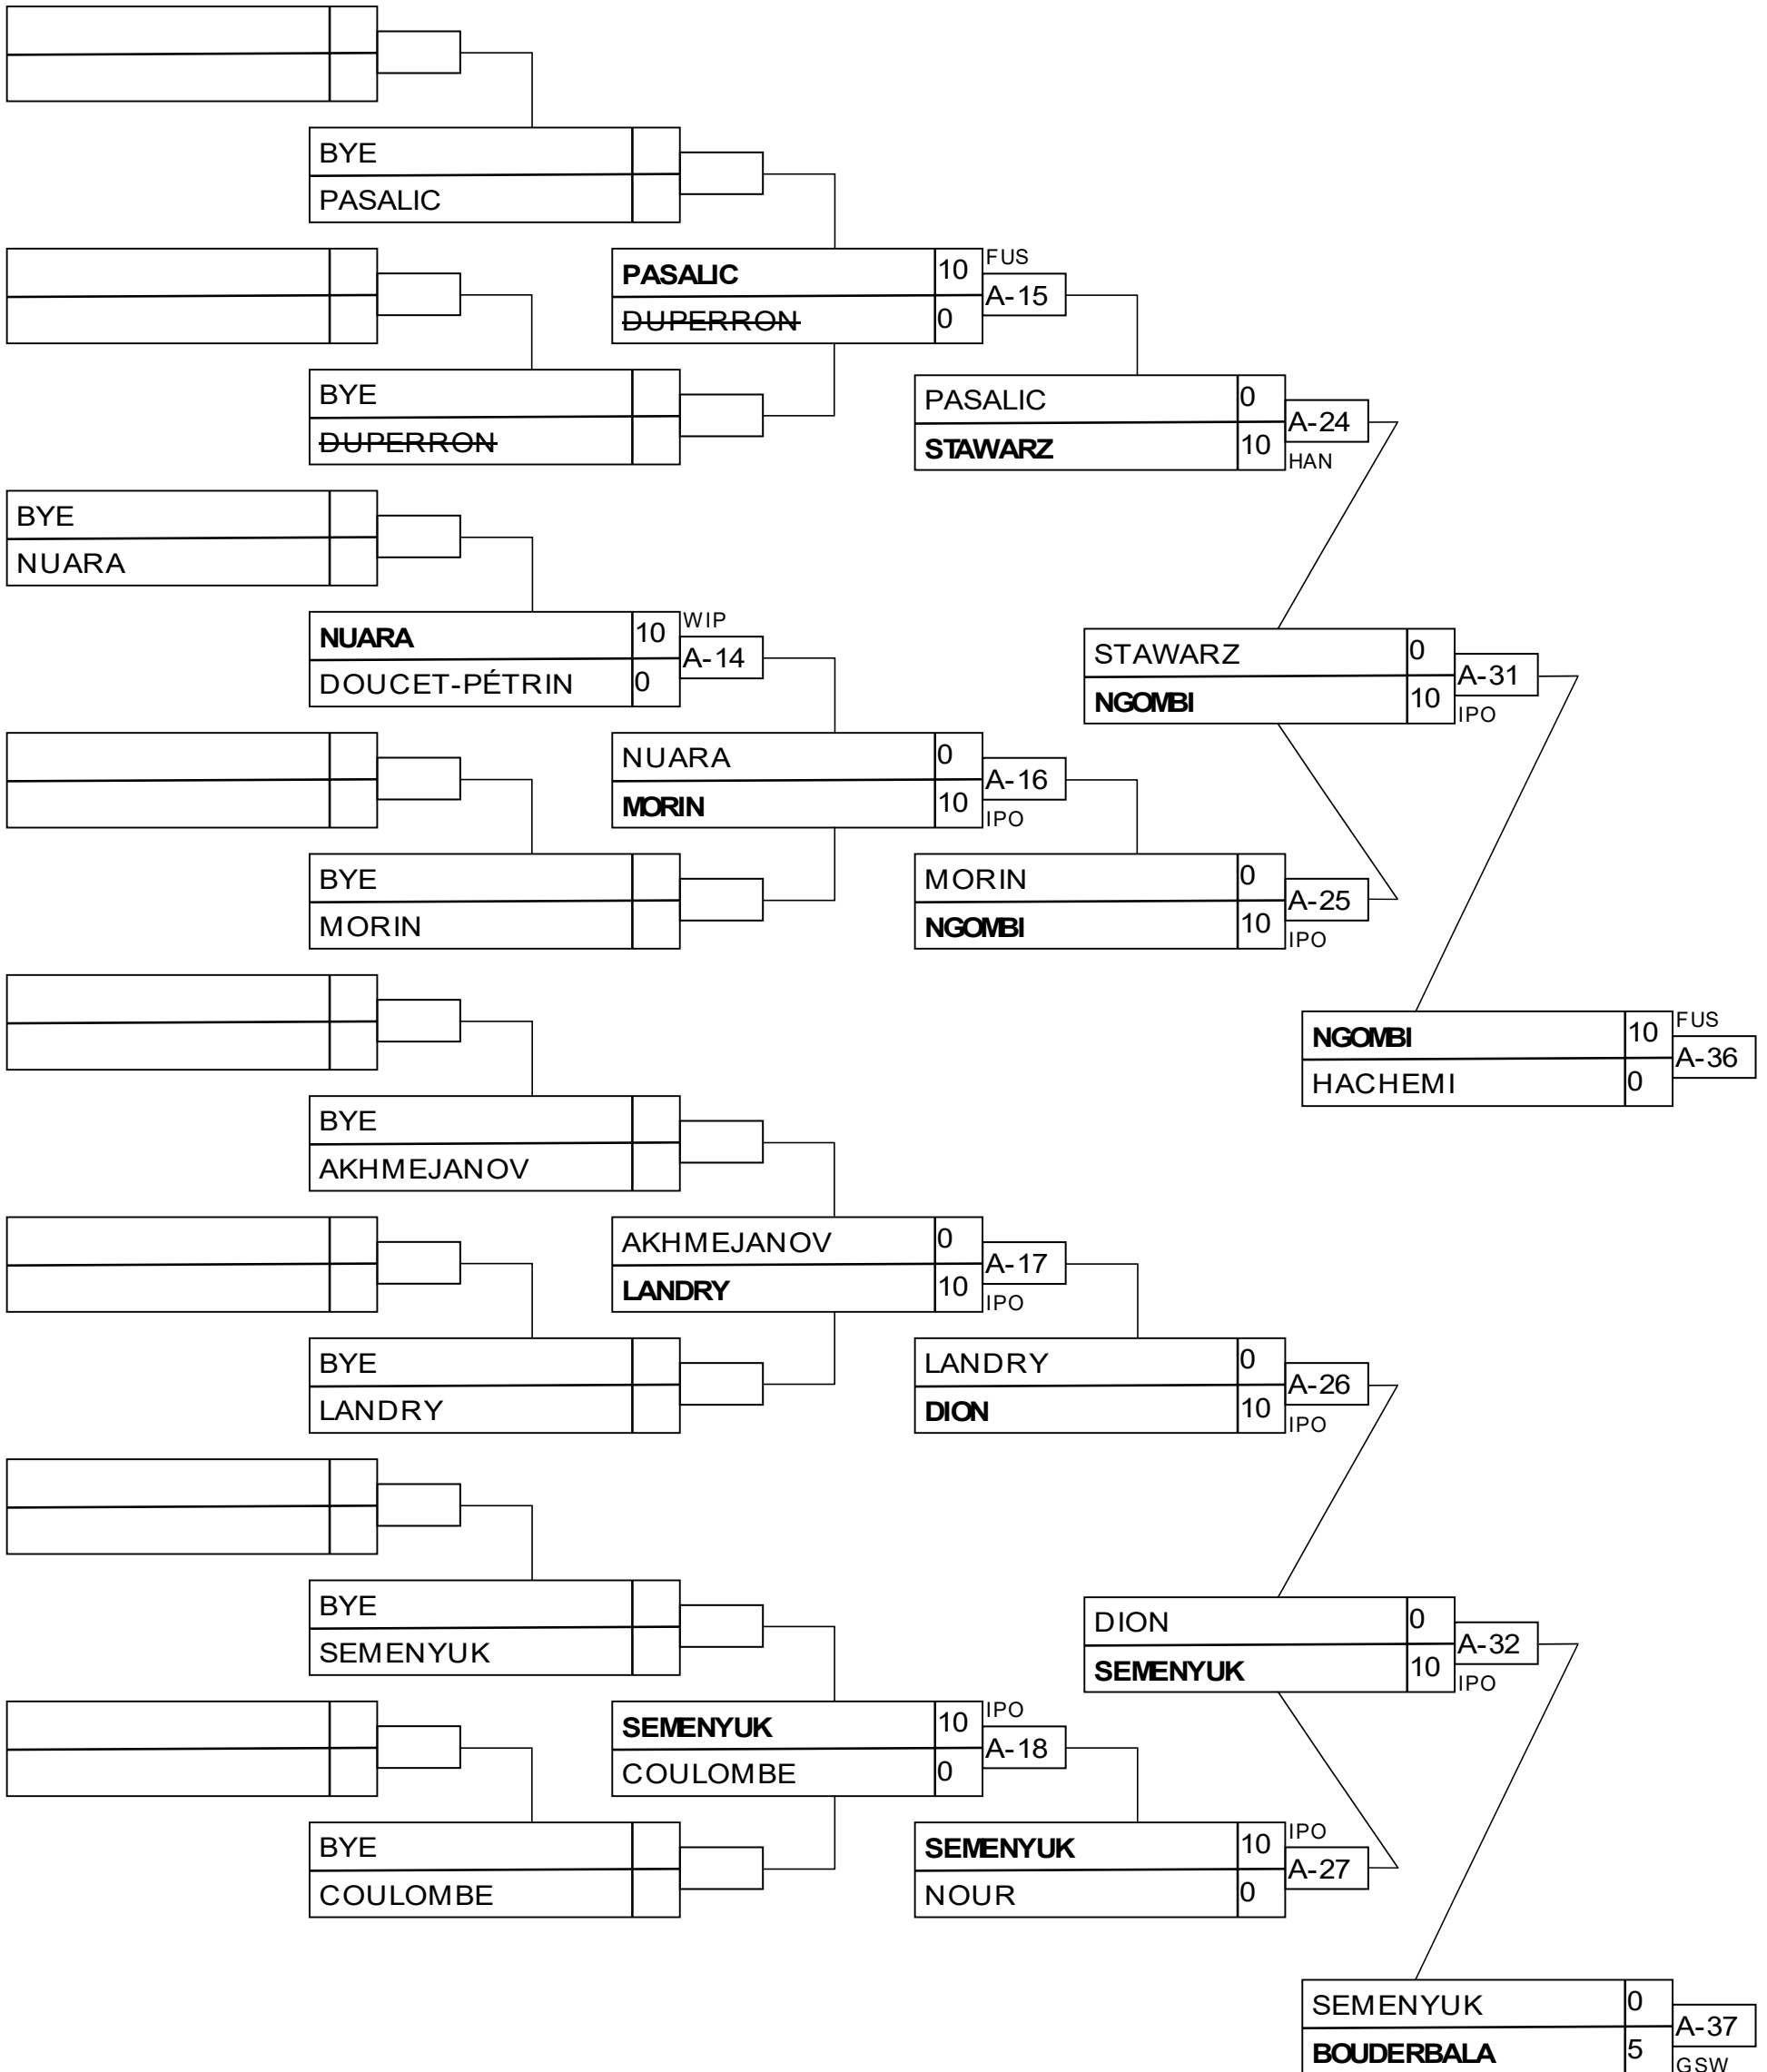 BYE
PASALIC
PASALIC 10 FUS
A-15
DUPERRON 0
BYE
DUPERRON
PASALIC 0
A-24
STAWARZ 10 HAN
BYE
NUARA
NUARA 10 WIP
A-14
DOUCET-PÉTRIN 0
STAWARZ 0
A-31
NGOMBI 10 IPO
NUARA 0
A-16
MORIN 10 IPO
BYE
MORIN
MORIN 0
A-25
NGOMBI 10 IPO
NGOMBI 10 FUS
A-36
HACHEMI 0
BYE
AKHMEJANOV
AKHMEJANOV 0
A-17
LANDRY 10 IPO
BYE
LANDRY
LANDRY 0
A-26
DION 10 IPO
BYE
SEMENYUK
DION 0
A-32
SEMENYUK 10 IPO
SEMENYUK 10 IPO
A-18
COULOMBE 0
BYE
COULOMBE
SEMENYUK 10 IPO
A-27
NOUR 0
SEMENYUK 0
A-37
BOUDERBALA 5 GSW